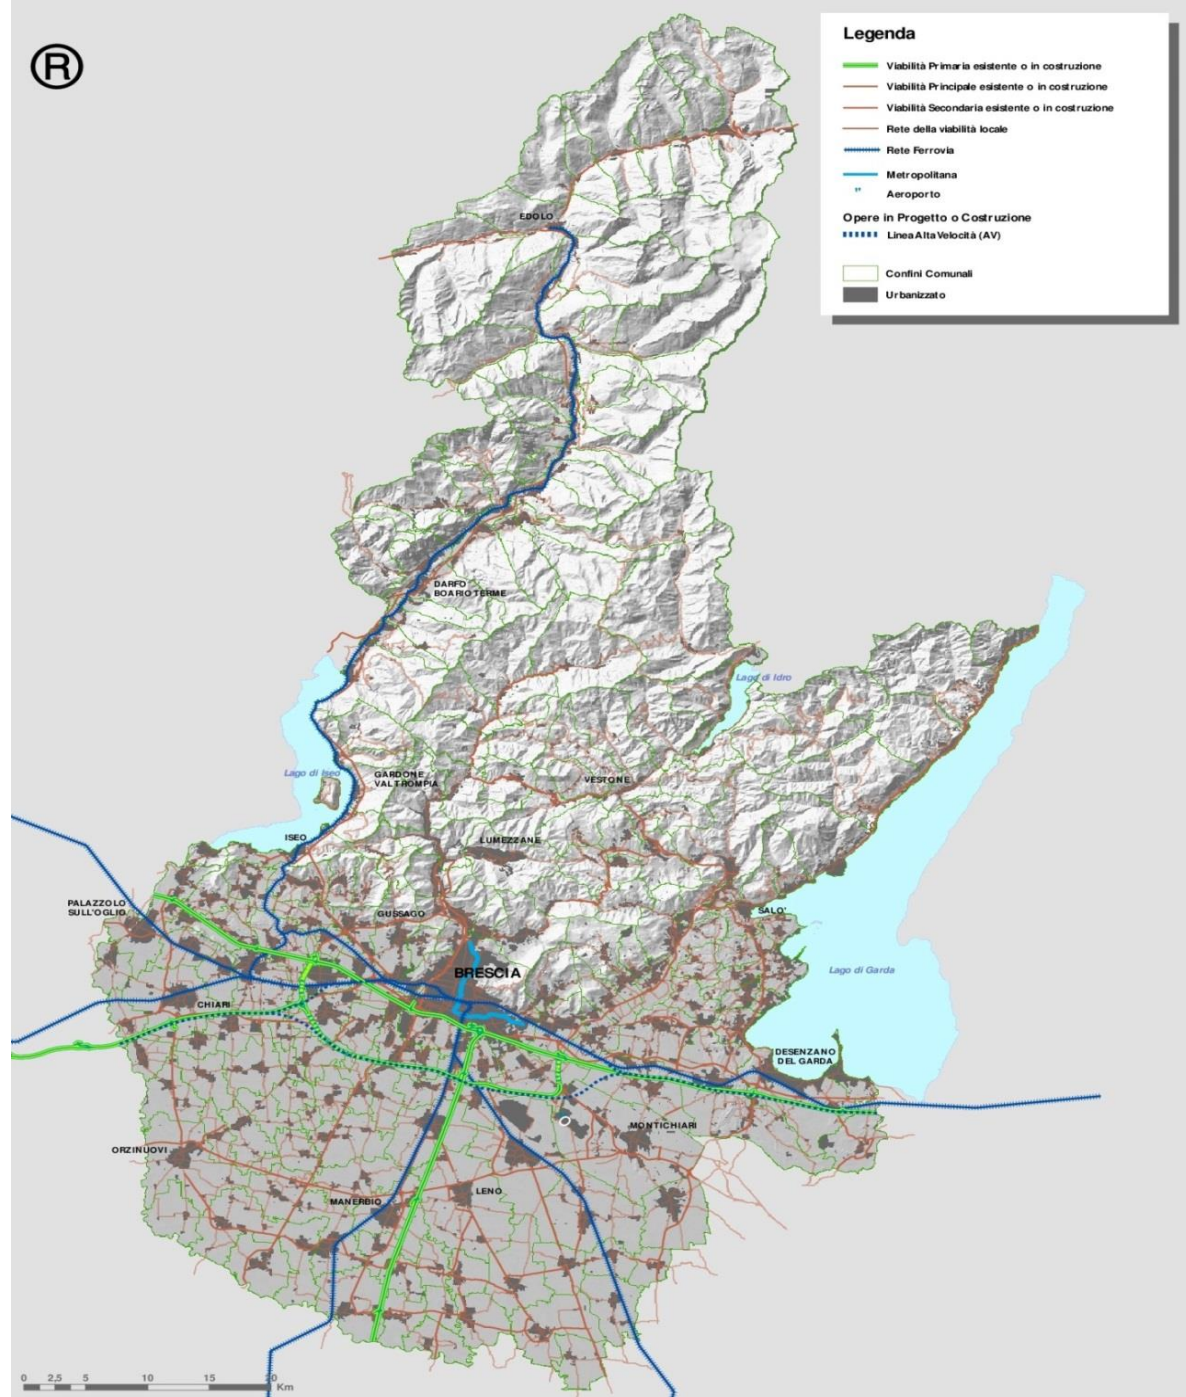 ®
Legenda
Viabilità Primaria esistente o in costruzione
Viabilità Principale esistente o in costruzione
Viabilità Secondaria esistente o in costruzione
Rete della viabilità locale
Rete Ferrovia
Metropolitana
Aeroporto
Opere in Progetto o Costruzione
Linea Alta Velocità (AV)
Confini Comunali
Urbanizzato
EDOLO
DARFO
BOARIO TERME
Lago di Idro
Lago di Iseo
GARDONE
VAL TROMPIA
VESTONE
ISEO
LUMEZZANE
PALAZZOLO
SULL'OGLIO
GUSSAGO
SALO'
BRESCIA
Lago di Garda
CHIARI
DESENZANO
DEL GARDA
MONTICHIARI
ORZINUOVI
MANERBIO
LENO
0 2,5 5 10 15 20
Km